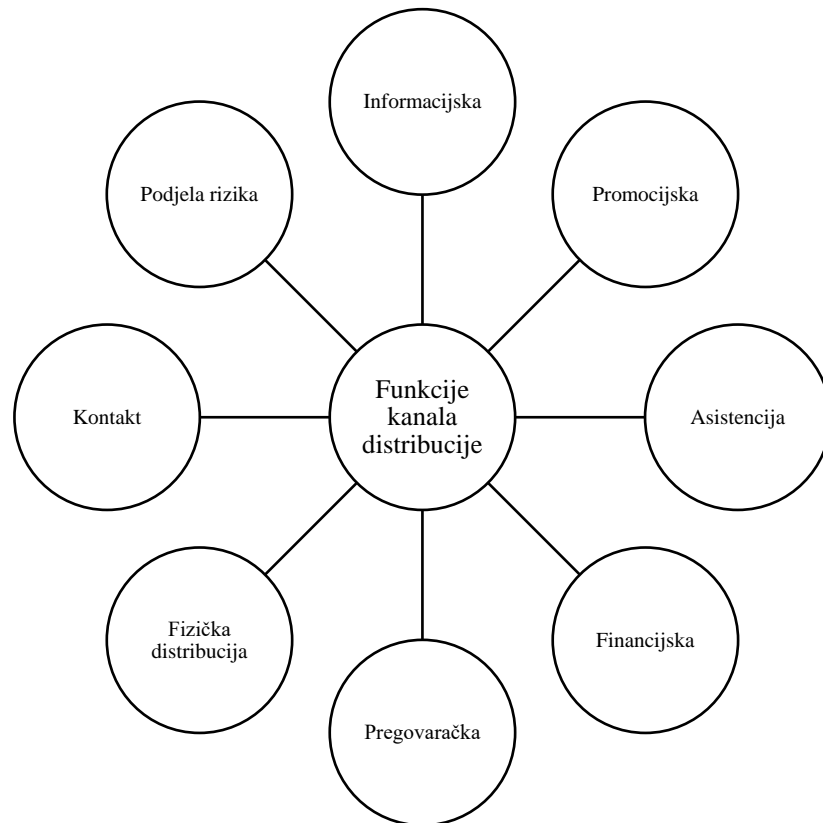 Informacijska
Podjela rizika
Promocijska
Kontakt
Funkcije
kanala
distribucije
Asistencija
Fizička
distribucija
Financijska
Pregovaračka